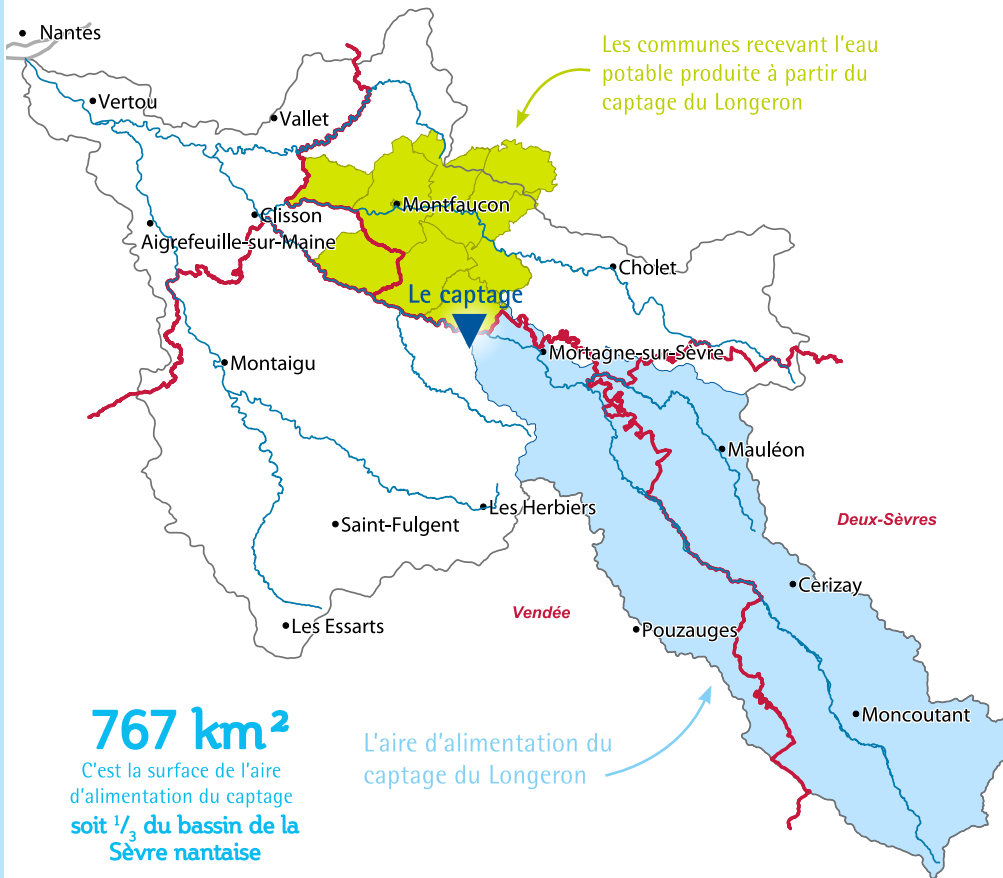 Nantes
Les communes recevant l'eau
potable produite à partir du
captage du Longeron
Vertou
Vallet
Montfaucon
Clisson
Aigrefeuille-sur-Maine
Cholet
Le captage
Mortagne-sur-Sèvre
Montaigu
Mauléon
Les Herbiers
Saint-Fulgent
Deux-Sèvres
Cerizay
Vendée
Les Essarts
Pouzauges
Moncoutant
767 km²
C'est la surface de l'aire
d'alimentation du captage
soit 1/3 du bassin de la
Sèvre nantaise
L'aire d'alimentation du
captage du Longeron